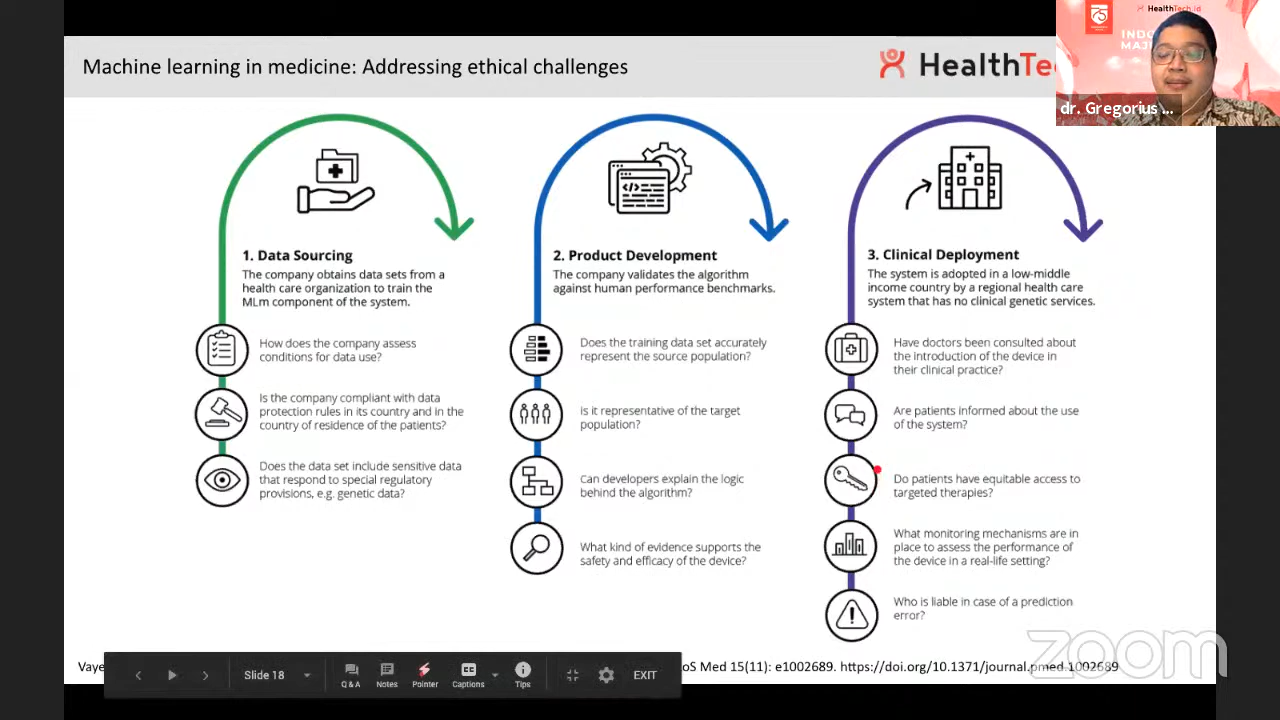 Machine learning in medicine: Addressing ethical challenges
HealthTe
HealthTech.id
75
INDO
MAJ
dr. Gregorius ...
1. Data Sourcing
The company obtains data sets from a
health care organization to train the
MLm component of the system.
How does the company assess
conditions for data use?
Is the company compliant with data
protection rules in its country and in the
country of residence of the patients?
Does the data set include sensitive data
that respond to special regulatory
provisions, e.g. genetic data?
2. Product Development
The company validates the algorithm
against human performance benchmarks.
Does the training data set accurately
represent the source population?
Is it representative of the target
population?
Can developers explain the logic
behind the algorithm?
What kind of evidence supports the
safety and efficacy of the device?
3. Clinical Deployment
The system is adopted in a low-middle
income country by a regional health care
system that has no clinical genetic services.
Have doctors been consulted about
the introduction of the device in
their clinical practice?
Are patients informed about the use
of the system?
Do patients have equitable access to
targeted therapies?
What monitoring mechanisms are in
place to assess the performance of
the device in a real-life setting?
Who is liable in case of a prediction
error?
zoom
Vaye
oS Med 15(11): e1002689. https://doi.org/10.1371/journal.pmed.1002689
Slide 18
Q & A
Notes
Pointer
CC
Captions
Tips
EXIT